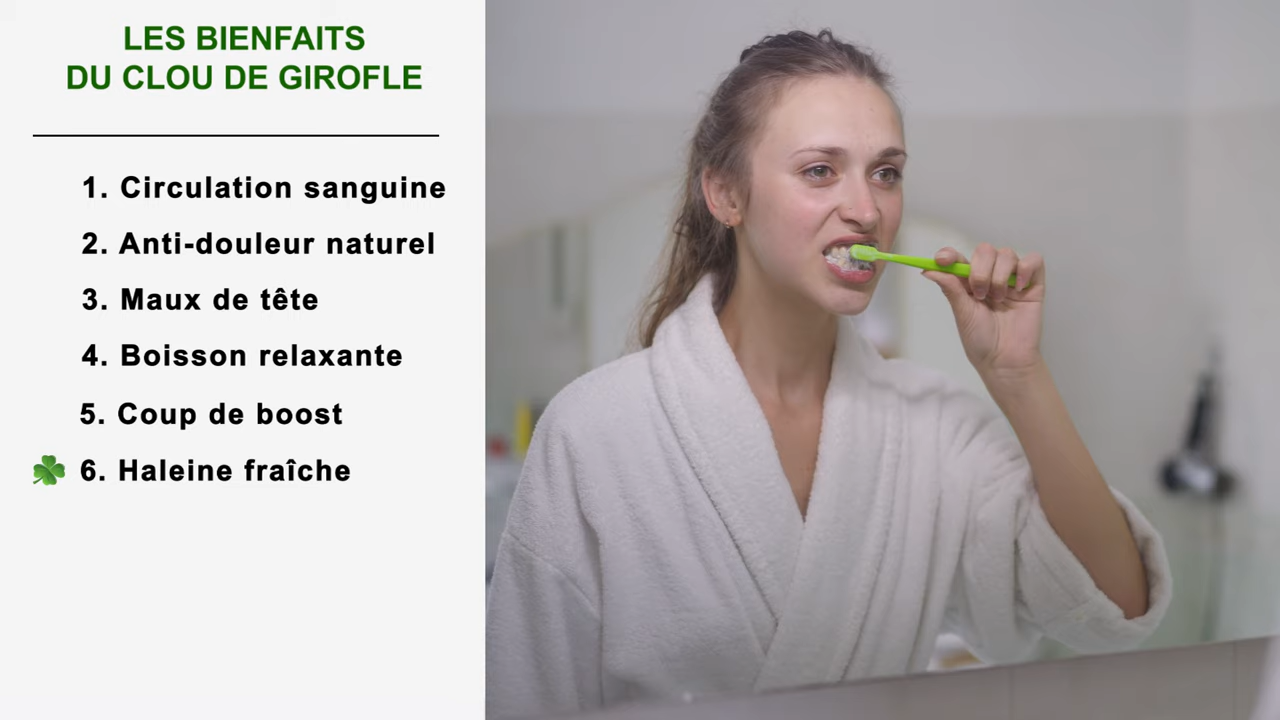 LES BIENFAITS
DU CLOU DE GIROFLE
1. Circulation sanguine
2. Anti-douleur naturel
3. Maux de tête
4. Boisson relaxante
5. Coup de boost
6. Haleine fraîche